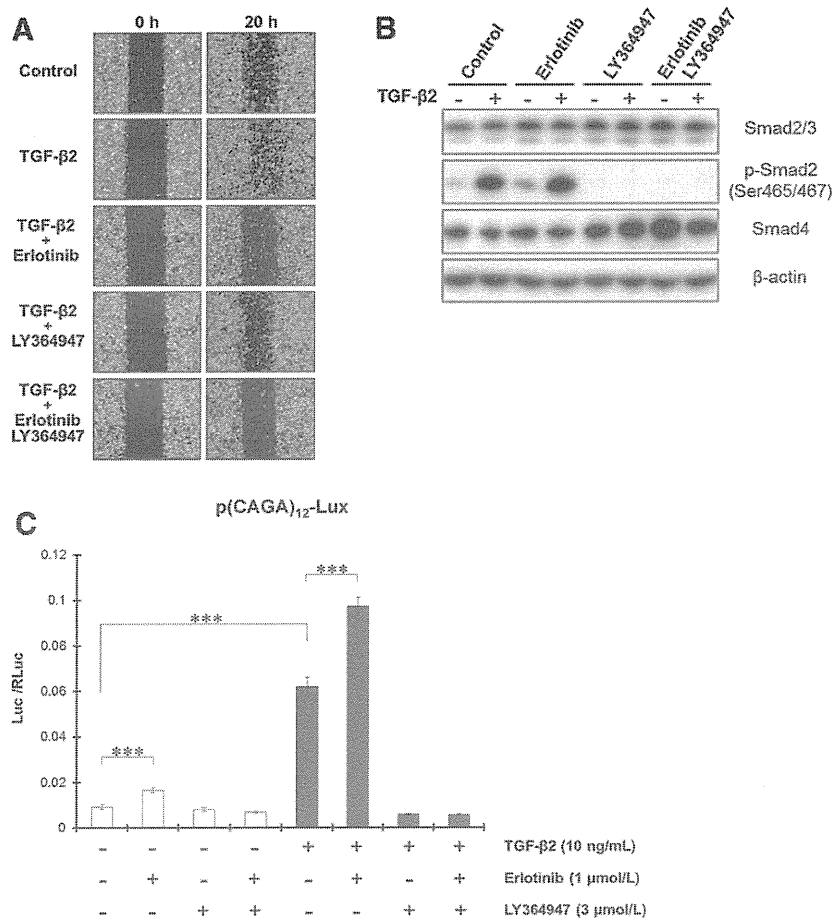 A
0 h 20 h
Control
TGF-β2
TGF-β2
+
Erlotinib
TGF-β2
+
LY364947
TGF-β2
+
Erlotinib
LY364947
B
Control
Erlotinib
LY364947
Erlotinib
LY364947
TGF-β2 - + - + - + - +
Smad2/3
p-Smad2
(Ser465/467)
Smad4
β-actin
C
p(CAGA)12-Lux
Luc /RLuc
0.12
0.1
0.08
0.06
0.04
0.02
0
***
***
***
- - - - + + + + TGF-β2 (10 ng/mL)
- + - + - + - + Erlotinib (1 μmol/L)
- - + + - - + + LY364947 (3 μmol/L)